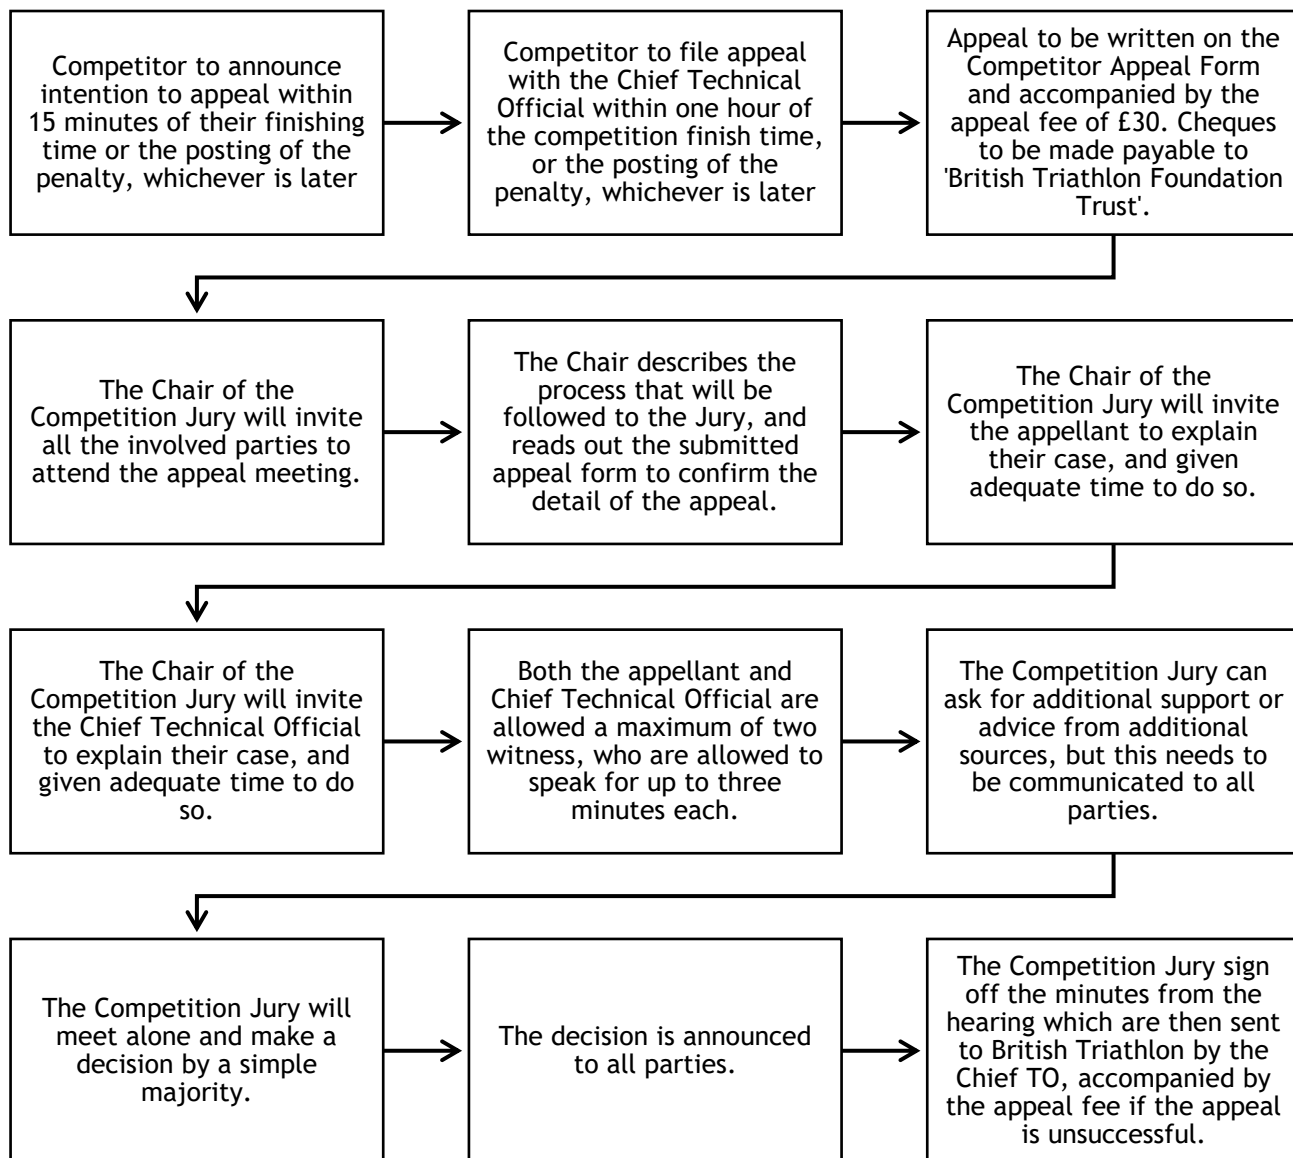 Competitor to announce
intention to appeal within
15 minutes of their finishing
time or the posting of the
penalty, whichever is later
Competitor to file appeal
with the Chief Technical
Official within one hour of
the competition finish time,
or the posting of the
penalty, whichever is later
Appeal to be written on the
Competitor Appeal Form
and accompanied by the
appeal fee of £30. Cheques
to be made payable to
'British Triathlon Foundation
Trust'.
The Chair of the
Competition Jury will invite
all the involved parties to
attend the appeal meeting.
The Chair describes the
process that will be
followed to the Jury, and
reads out the submitted
appeal form to confirm the
detail of the appeal.
The Chair of the
Competition Jury will invite
the appellant to explain
their case, and given
adequate time to do so.
The Chair of the
Competition Jury will invite
the Chief Technical Official
to explain their case, and
given adequate time to do
so.
Both the appellant and
Chief Technical Official are
allowed a maximum of two
witness, who are allowed to
speak for up to three
minutes each.
The Competition Jury can
ask for additional support or
advice from additional
sources, but this needs to
be communicated to all
parties.
The Competition Jury will
meet alone and make a
decision by a simple
majority.
The decision is announced
to all parties.
The Competition Jury sign
off the minutes from the
hearing which are then sent
to British Triathlon by the
Chief TO, accompanied by
the appeal fee if the appeal
is unsuccessful.